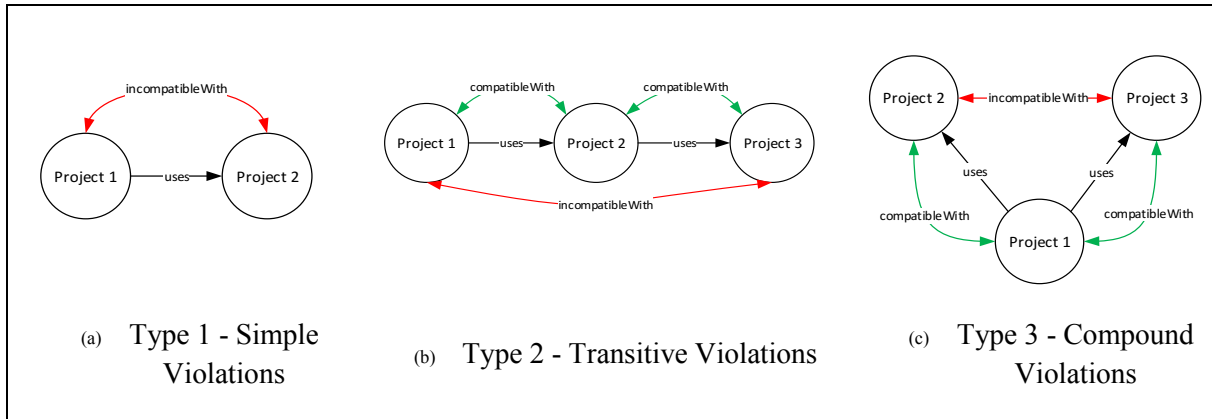 incompatibleWith
Project 1
uses
Project 2
(a) Type 1 - Simple
Violations
compatibleWith
compatibleWith
Project 1
uses
Project 2
uses
Project 3
incompatibleWith
(b) Type 2 - Transitive Violations
Project 2
incompatibleWith
Project 3
uses
uses
compatibleWith
compatibleWith
Project 1
(c) Type 3 - Compound
Violations